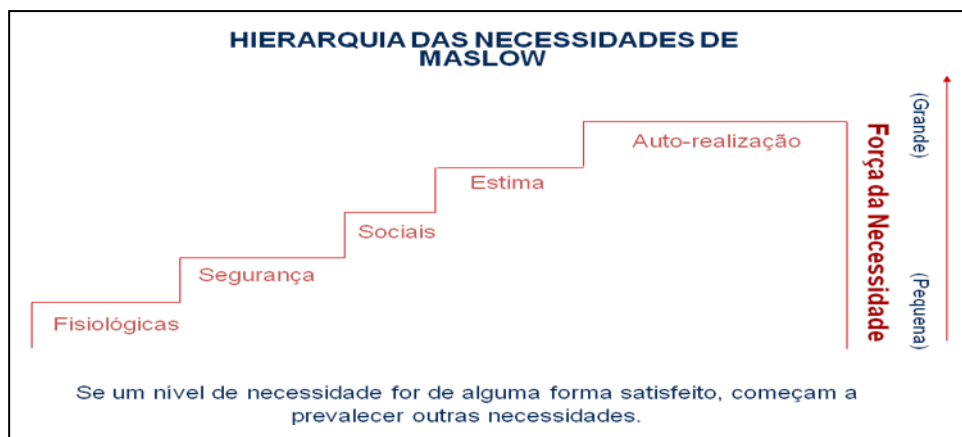 HIERARQUIA DAS NECESSIDADES DE
MASLOW
Auto-realização
Estima
Sociais
Segurança
Fisiológicas
Força da Necessidade
(Grande)
(Pequena)
Se um nível de necessidade for de alguma forma satisfeito, começam a
prevalecer outras necessidades.